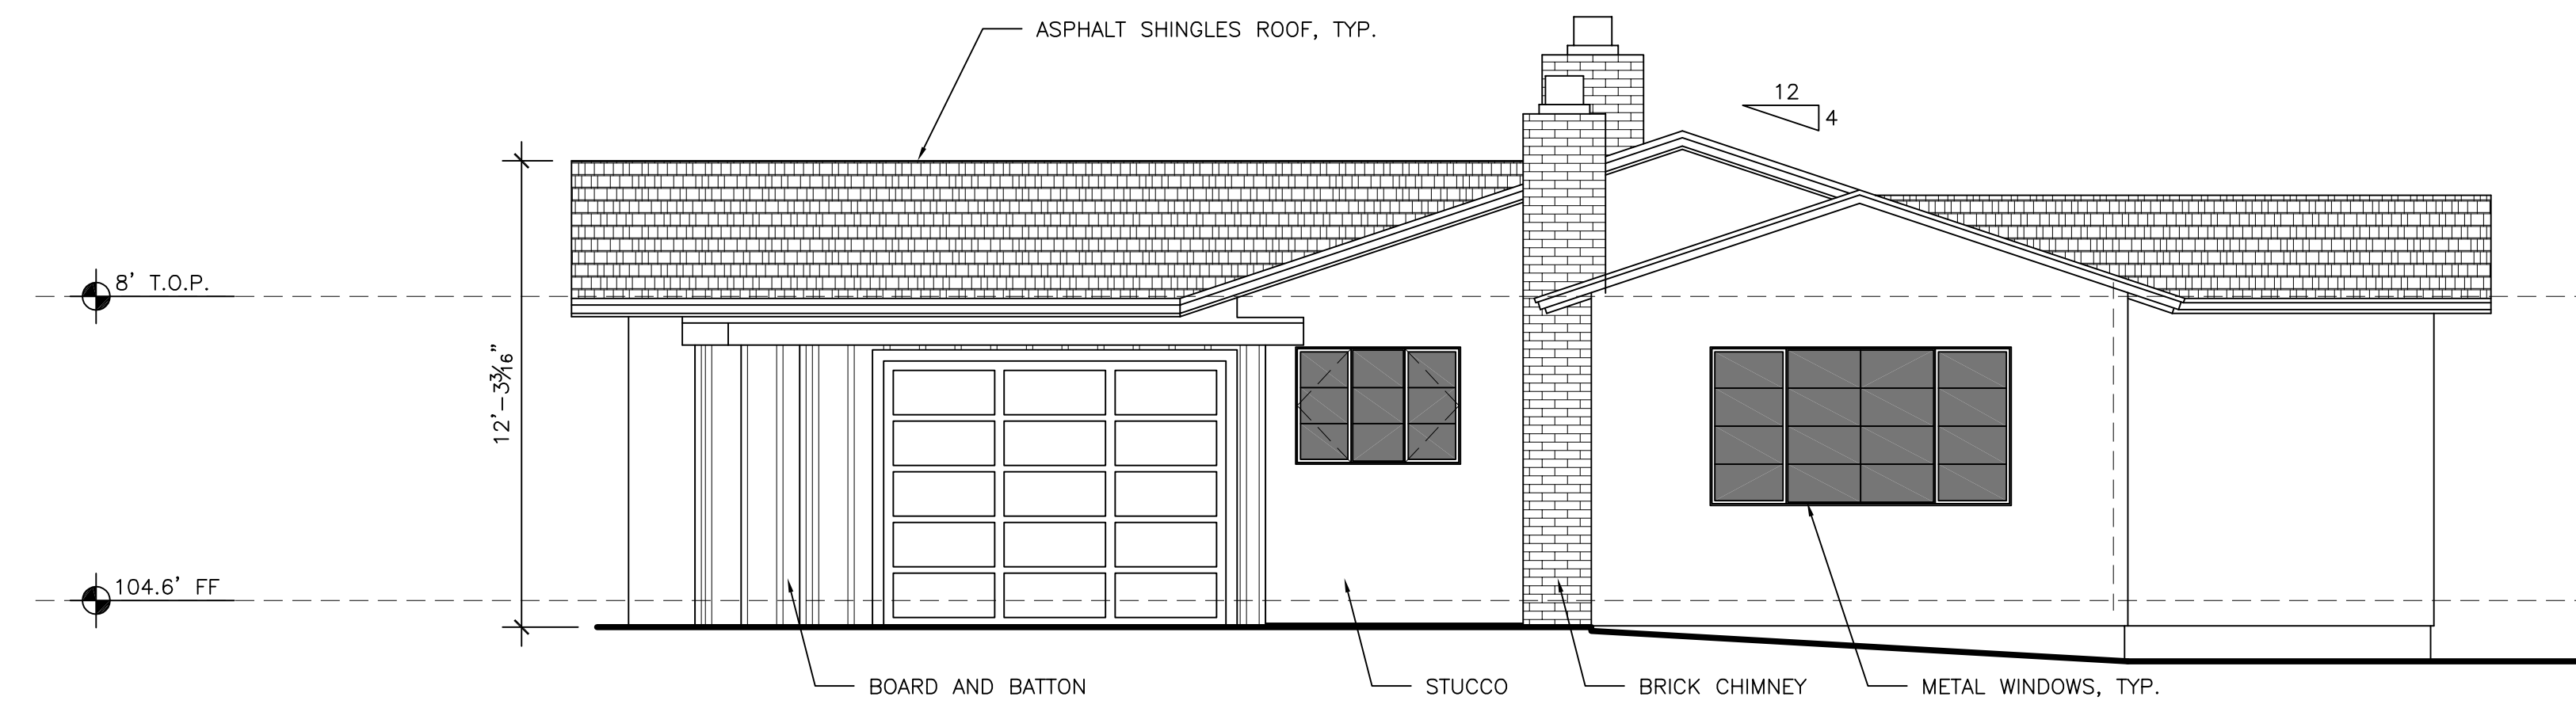 ASPHALT SHINGLES ROOF, TYP.
12
4
8' T.O.P.
12'-3 3/16"
104.6' FF
BOARD AND BATTON
STUCCO
BRICK CHIMNEY
METAL WINDOWS, TYP.